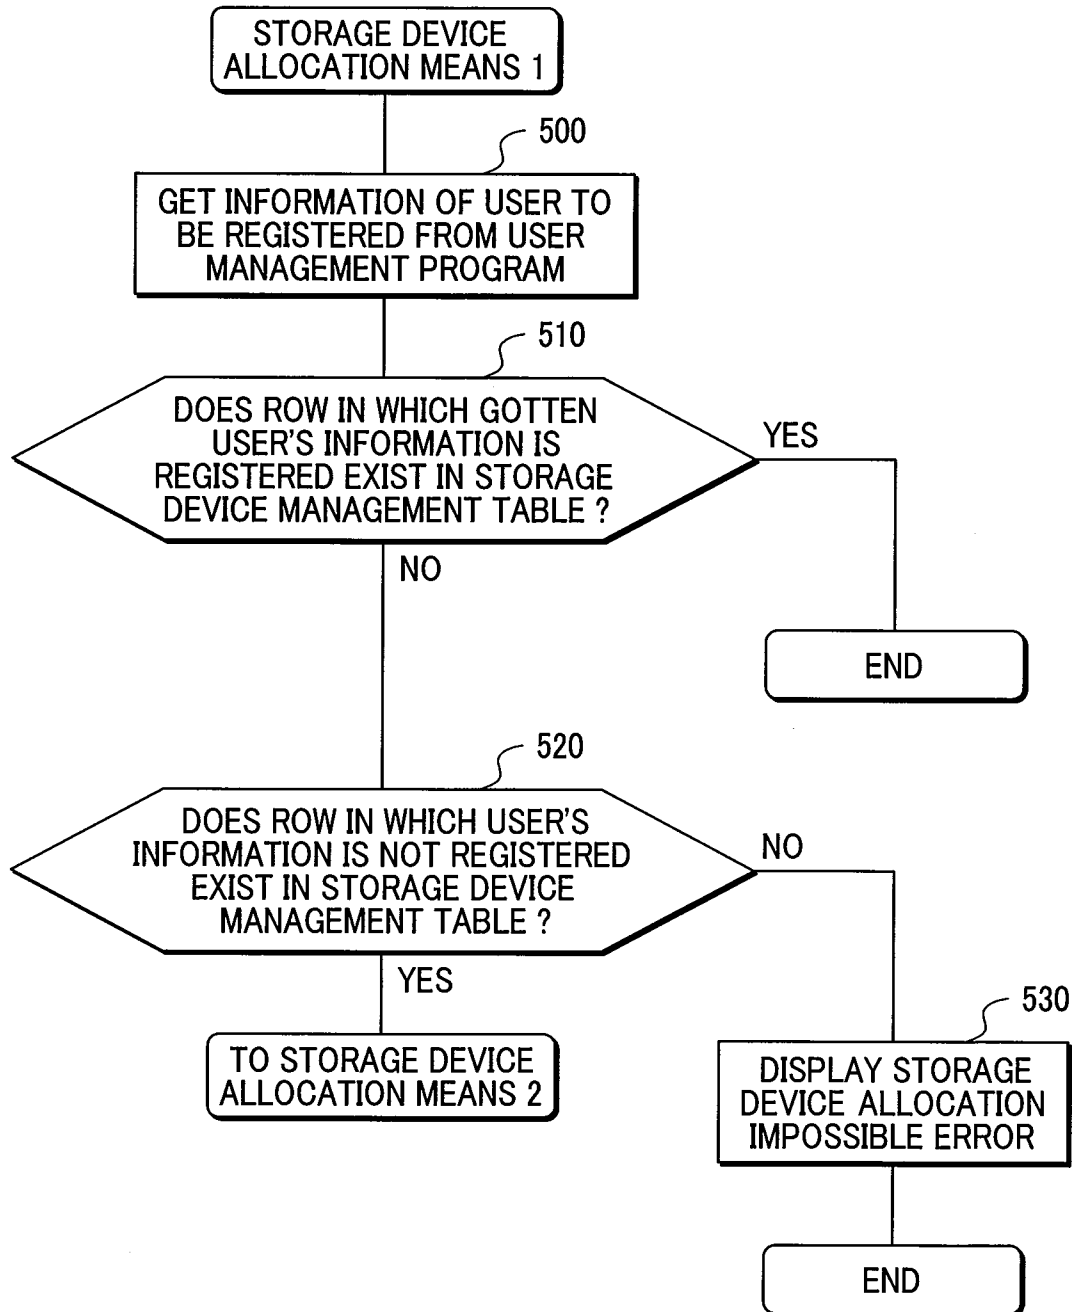 STORAGE DEVICE
ALLOCATION MEANS 1
500
GET INFORMATION OF USER TO
BE REGISTERED FROM USER
MANAGEMENT PROGRAM
510
DOES ROW IN WHICH GOTTEN
USER'S INFORMATION IS
REGISTERED EXIST IN STORAGE
DEVICE MANAGEMENT TABLE ?
YES
NO
END
520
DOES ROW IN WHICH USER'S
INFORMATION IS NOT REGISTERED
EXIST IN STORAGE DEVICE
MANAGEMENT TABLE ?
NO
YES
TO STORAGE DEVICE
ALLOCATION MEANS 2
530
DISPLAY STORAGE
DEVICE ALLOCATION
IMPOSSIBLE ERROR
END